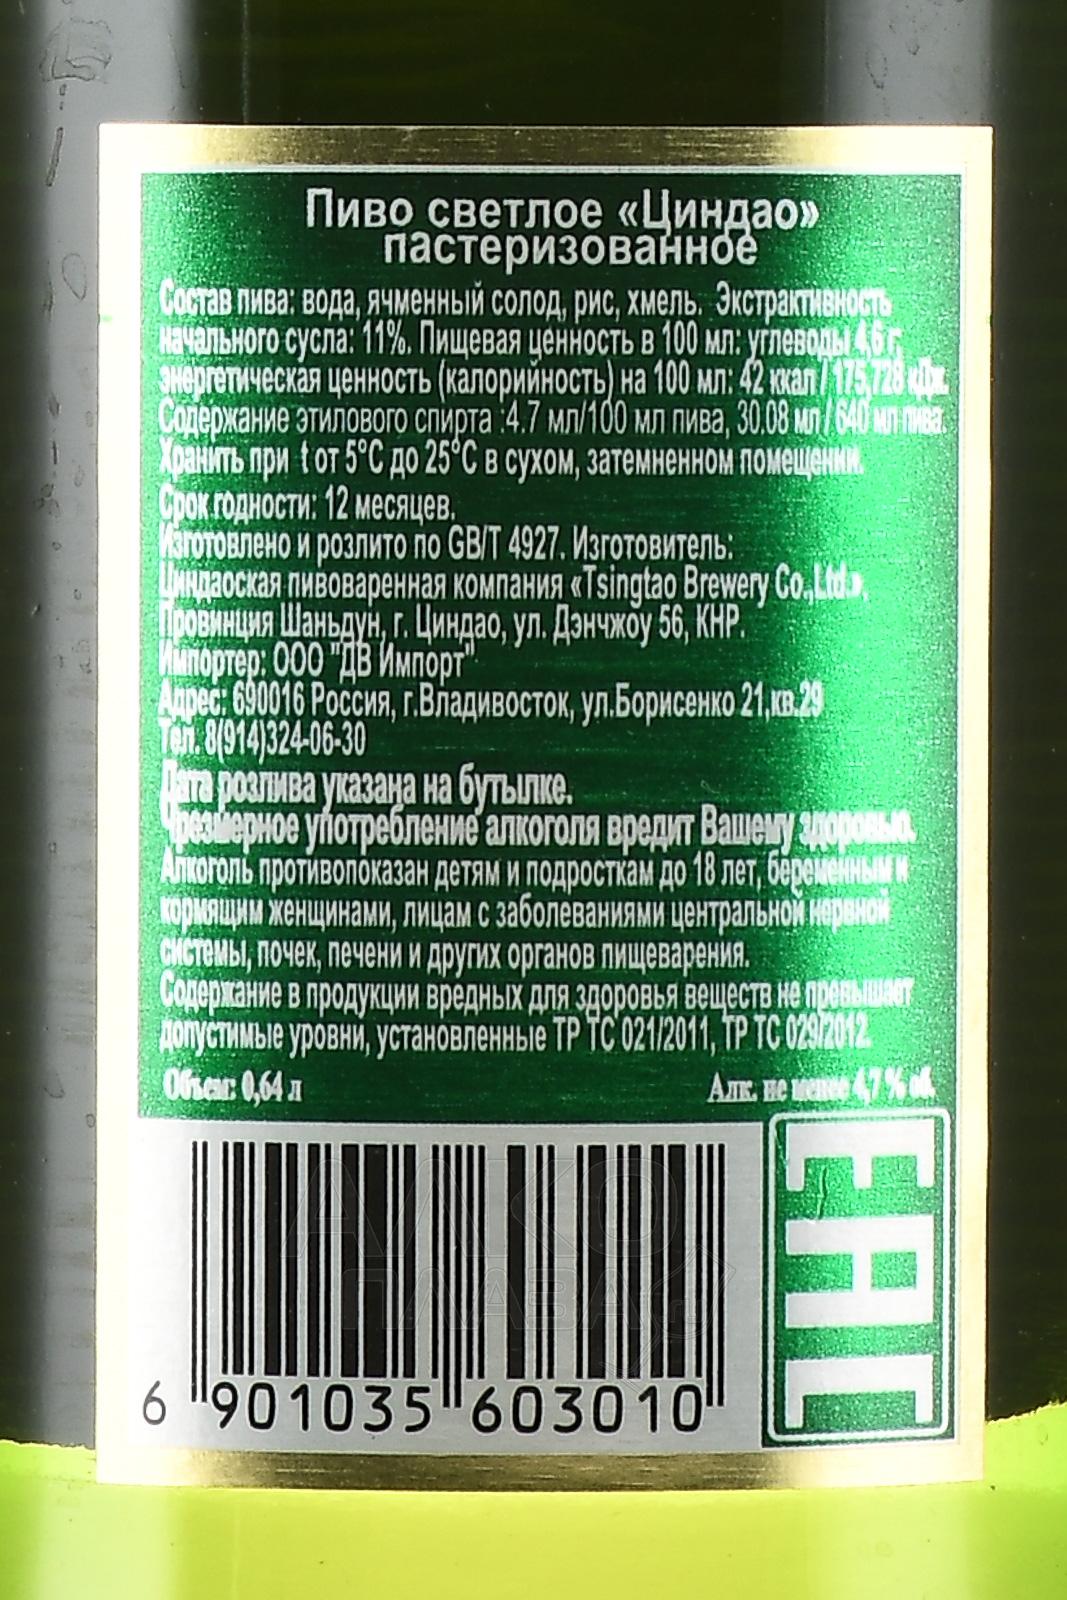 Пиво светлое «Циндао»
пастеризованное
Состав пива: вода, ячменный солод, рис, хмель. Экстрактивность
начального сусла: 11%. Пищевая ценность в 100 мл: углеводы 4,6 г,
энергетическая ценность (калорийность) на 100 мл: 42 ккал / 175,728 кДж.
Содержание этилового спирта :4.7 мл/100 мл пива, 30.08 мл / 640 мл пива.
Хранить при t от 5°C до 25°C в сухом, затемненном помещении.
Срок годности: 12 месяцев.
Изготовлено и розлито по GB/T 4927. Изготовитель:
Циндаоская пивоваренная компания «Tsingtao Brewery Co.,Ltd.»,
Провинция Шаньдун, г. Циндао, ул. Дэнчжоу 56, КНР.
Импортер: ООО "ДВ Импорт"
Адрес: 690016 Россия, г.Владивосток, ул.Борисенко 21,кв.29
Тел. 8(914)324-06-30
Дата розлива указана на бутылке.
Чрезмерное употребление алкоголя вредит Вашему здоровью.
Алкоголь противопоказан детям и подросткам до 18 лет, беременным и
кормящим женщинами, лицам с заболеваниями центральной нервной
системы, почек, печени и других органов пищеварения.
Содержание в продукции вредных для здоровья веществ не превышает
допустимые уровни, установленные ТР ТС 021/2011, ТР ТС 029/2012.
Объем: 0,64 л Алк. не менее 4,7 % об.
EAC
6 901035 603010
АЛКО
ПЛАЗА.ru